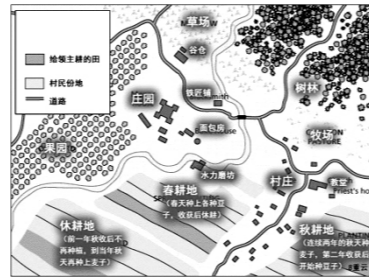 草场
谷仓
给领主耕的田
村民份地
道路
铁匠铺
树林
庄园
面包房
牧场
PASTURE
果园
水力磨坊
春耕地
（春天种上各种豆
子，收获后休耕）
村庄
教堂
休耕地
（前一年秋收后不
再种植，到当年秋
天再种上麦子）
秋耕地
（连续两年的秋天种
麦子，第二年收获后
开始种豆子）